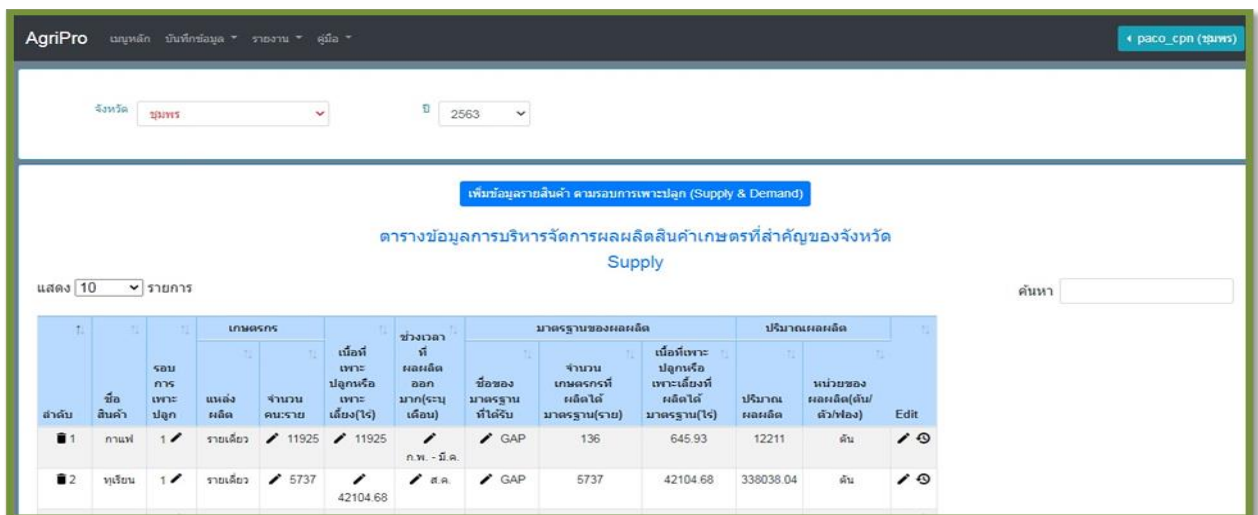 AgriPro เมนูหลัก บันทึกข้อมูล รายงาน คู่มือ paco_cpn (ชุมพร)
จังหวัด ชุมพร ปี 2563
เพิ่มข้อมูลรายสินค้า ตามรอบการเพาะปลูก (Supply & Demand)
ตารางข้อมูลการบริหารจัดการผลผลิตสินค้าเกษตรที่สำคัญของจังหวัด
Supply
แสดง 10 รายการ ค้นหา
เกษตรกร มาตรฐานของผลผลิต ปริมาณผลผลิต
ลำดับ
ชื่อ
สินค้า
รอบ
การ
เพาะ
ปลูก
แหล่ง
ผลิต
จำนวน
คน:ราย
เนื้อที่
เพาะ
ปลูกหรือ
เพาะ
เลี้ยง(ไร่)
ช่วงเวลา
ที่
ผลผลิต
ออก
มาก(ระบุ
เดือน)
ชื่อของ
มาตรฐาน
ที่ได้รับ
จำนวน
เกษตรกรที่
ผลิตได้
มาตรฐาน(ราย)
เนื้อที่เพาะ
ปลูกหรือ
เพาะเลี้ยงที่
ผลิตได้
มาตรฐาน(ไร่)
ปริมาณ
ผลผลิต
หน่วยของ
ผลผลิต(ตัน/
ตัว/ฟอง)
Edit
1 กาแฟ 1 รายเดี่ยว 11925 11925 ก.พ. - มี.ค. GAP 136 645.93 12211 ตัน
2 ทุเรียน 1 รายเดี่ยว 5737 42104.68 ส.ค. GAP 5737 42104.68 338038.04 ตัน